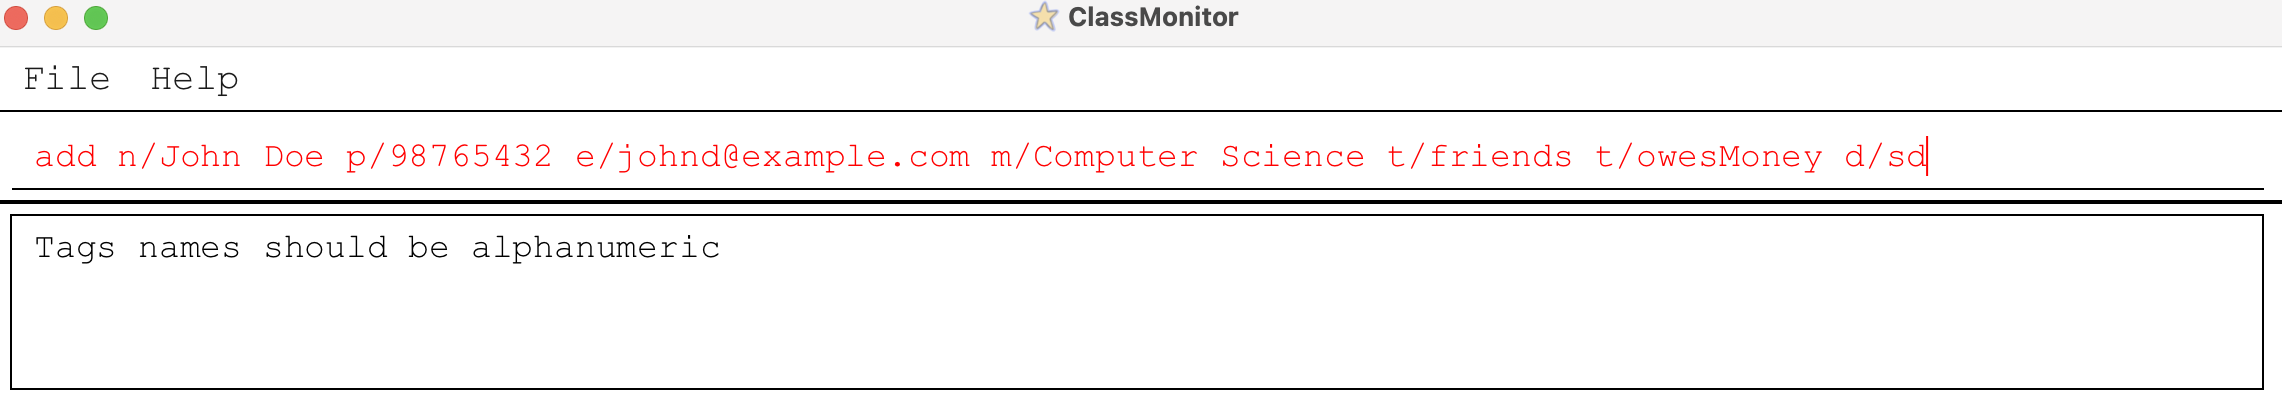 ClassMonitor
File Help
add n/John Doe p/98765432 e/johnd@example.com m/Computer Science t/friends t/owesMoney d/sd
Tags names should be alphanumeric